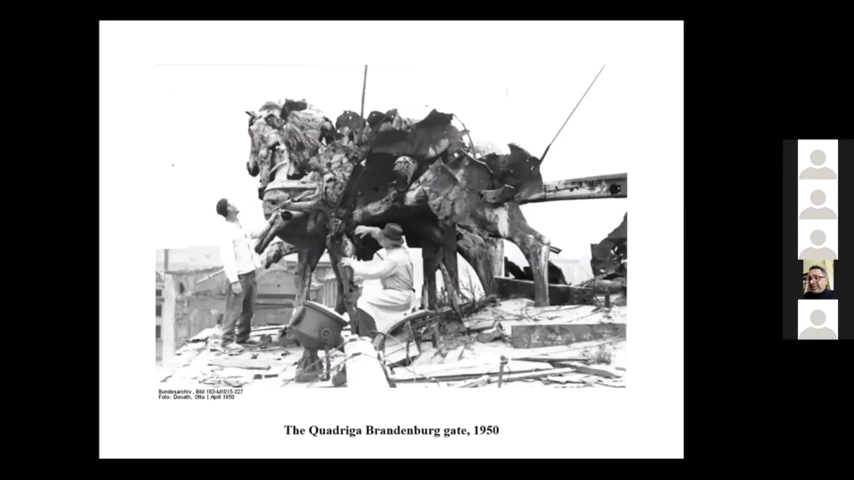 Bundesarchiv, Bild 183-M1015-327
Foto: Donath, Otto | April 1950
The Quadriga Brandenburg gate, 1950